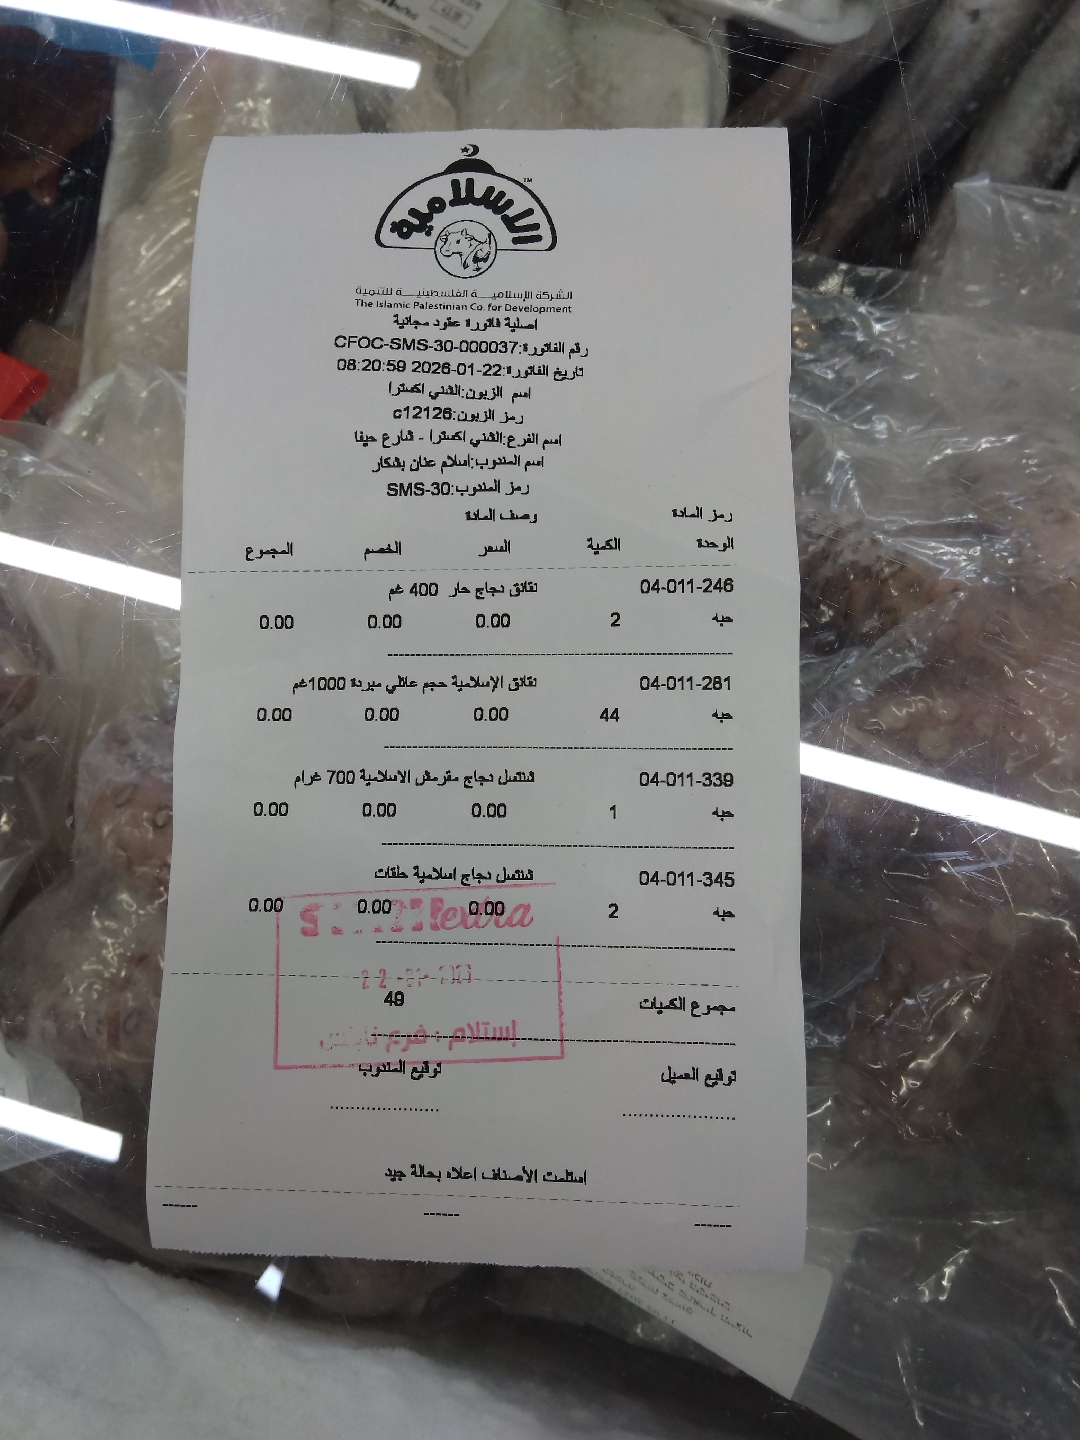 الاسلامية
™
الشركة الإسلامية الفلسطينية للتنمية
The Islamic Palestinian Co. for Development
اصلية فاتورة عقود مجانية
رقم الفاتورة:CFOC-SMS-30-000037
تاريخ الفاتورة:22-01-2026 08:20:59
اسم الزبون:الشني اكسترا
رمز الزبون:c12126
اسم الفرع:الشني اكسترا - شارع حيفا
اسم المندوب:اسلام عنان بشكار
رمز المندوب:SMS-30
رمز المادة وصف المادة
الوحدة الكمية السعر الخصم المجموع
04-011-246 نقانق دجاج حار 400 غم
حبه 2 0.00 0.00 0.00
04-011-281 نقانق الإسلامية حجم عائلي مبردة 1000غم
حبه 44 0.00 0.00 0.00
04-011-339 شنتسل دجاج مقرمش الاسلامية 700 غرام
حبه 1 0.00 0.00 0.00
04-011-345 شنتسل دجاج اسلامية طقات
حبه 2 0.00 0.00 0.00
extra
مجموع الكميات 49
إستلام : فرع نابلس
توقيع العميل توقيع المندوب
استلمت الأصناف اعلاه بحالة جيد